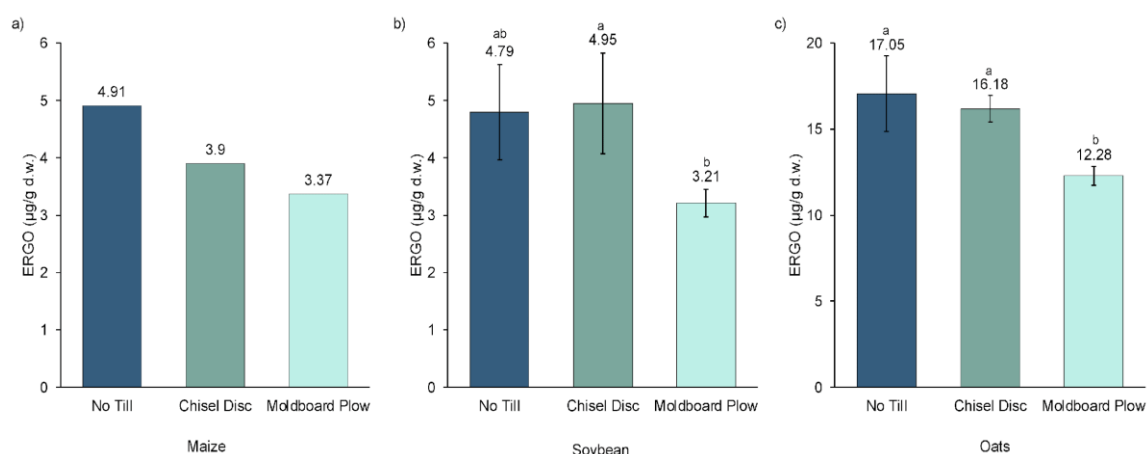 a)
ERGO (µg/g d.w.)
6
5
4
3
2
1
0
4.91
3.9
3.37
No Till
Chisel Disc
Moldboard Plow
Maize
b)
ERGO (µg/g d.w.)
6
5
4
3
2
1
0
ab
4.79
a
4.95
b
3.21
No Till
Chisel Disc
Moldboard Plow
Soybean
c)
ERGO (µg/g d.w.)
20
15
10
5
0
a
17.05
a
16.18
b
12.28
No Till
Chisel Disc
Moldboard Plow
Oats